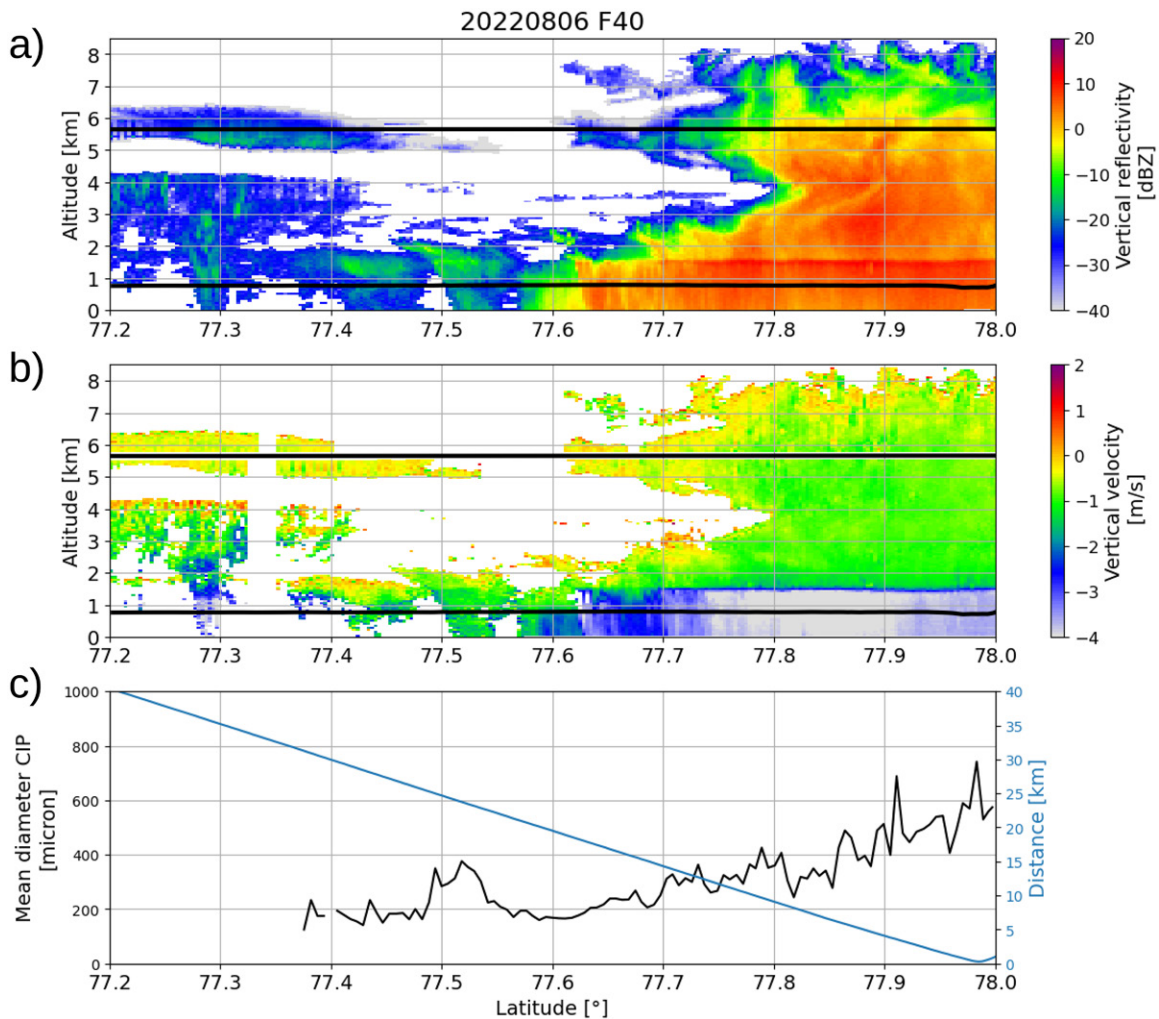 20220806 F40
a)
8
7
6
5
4
3
2
1
0
Altitude [km]
77.2 77.3 77.4 77.5 77.6 77.7 77.8 77.9 78.0
20
10
0
−10
−20
−30
−40
Vertical reflectivity
[dBZ]
b)
8
7
6
5
4
3
2
1
0
Altitude [km]
77.2 77.3 77.4 77.5 77.6 77.7 77.8 77.9 78.0
2
1
0
−1
−2
−3
−4
Vertical velocity
[m/s]
c)
1000
800
600
400
200
0
Mean diameter CIP
[micron]
40
35
30
25
20
15
10
5
0
Distance [km]
77.2 77.3 77.4 77.5 77.6 77.7 77.8 77.9 78.0
Latitude [°]